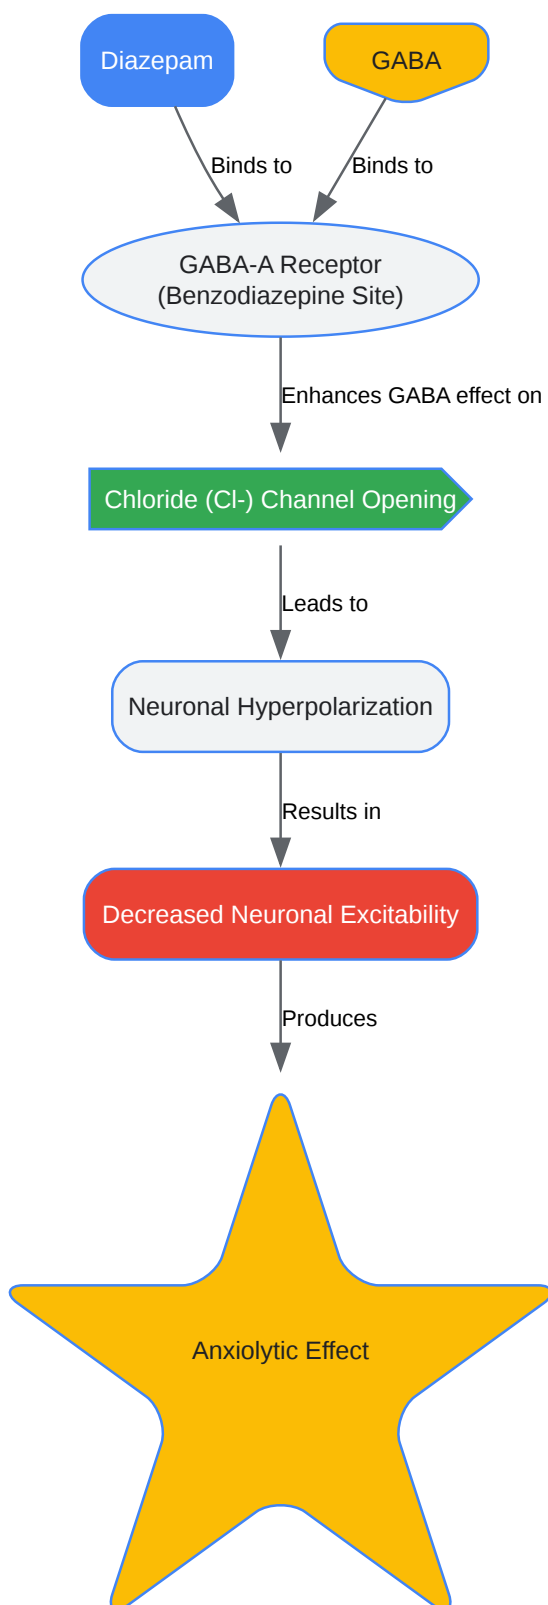 Diazepam
GABA
Binds to
Binds to
GABA-A Receptor
(Benzodiazepine Site)
Enhances GABA effect on
Chloride (Cl-) Channel Opening
Leads to
Neuronal Hyperpolarization
Results in
Decreased Neuronal Excitability
Produces
Anxiolytic Effect